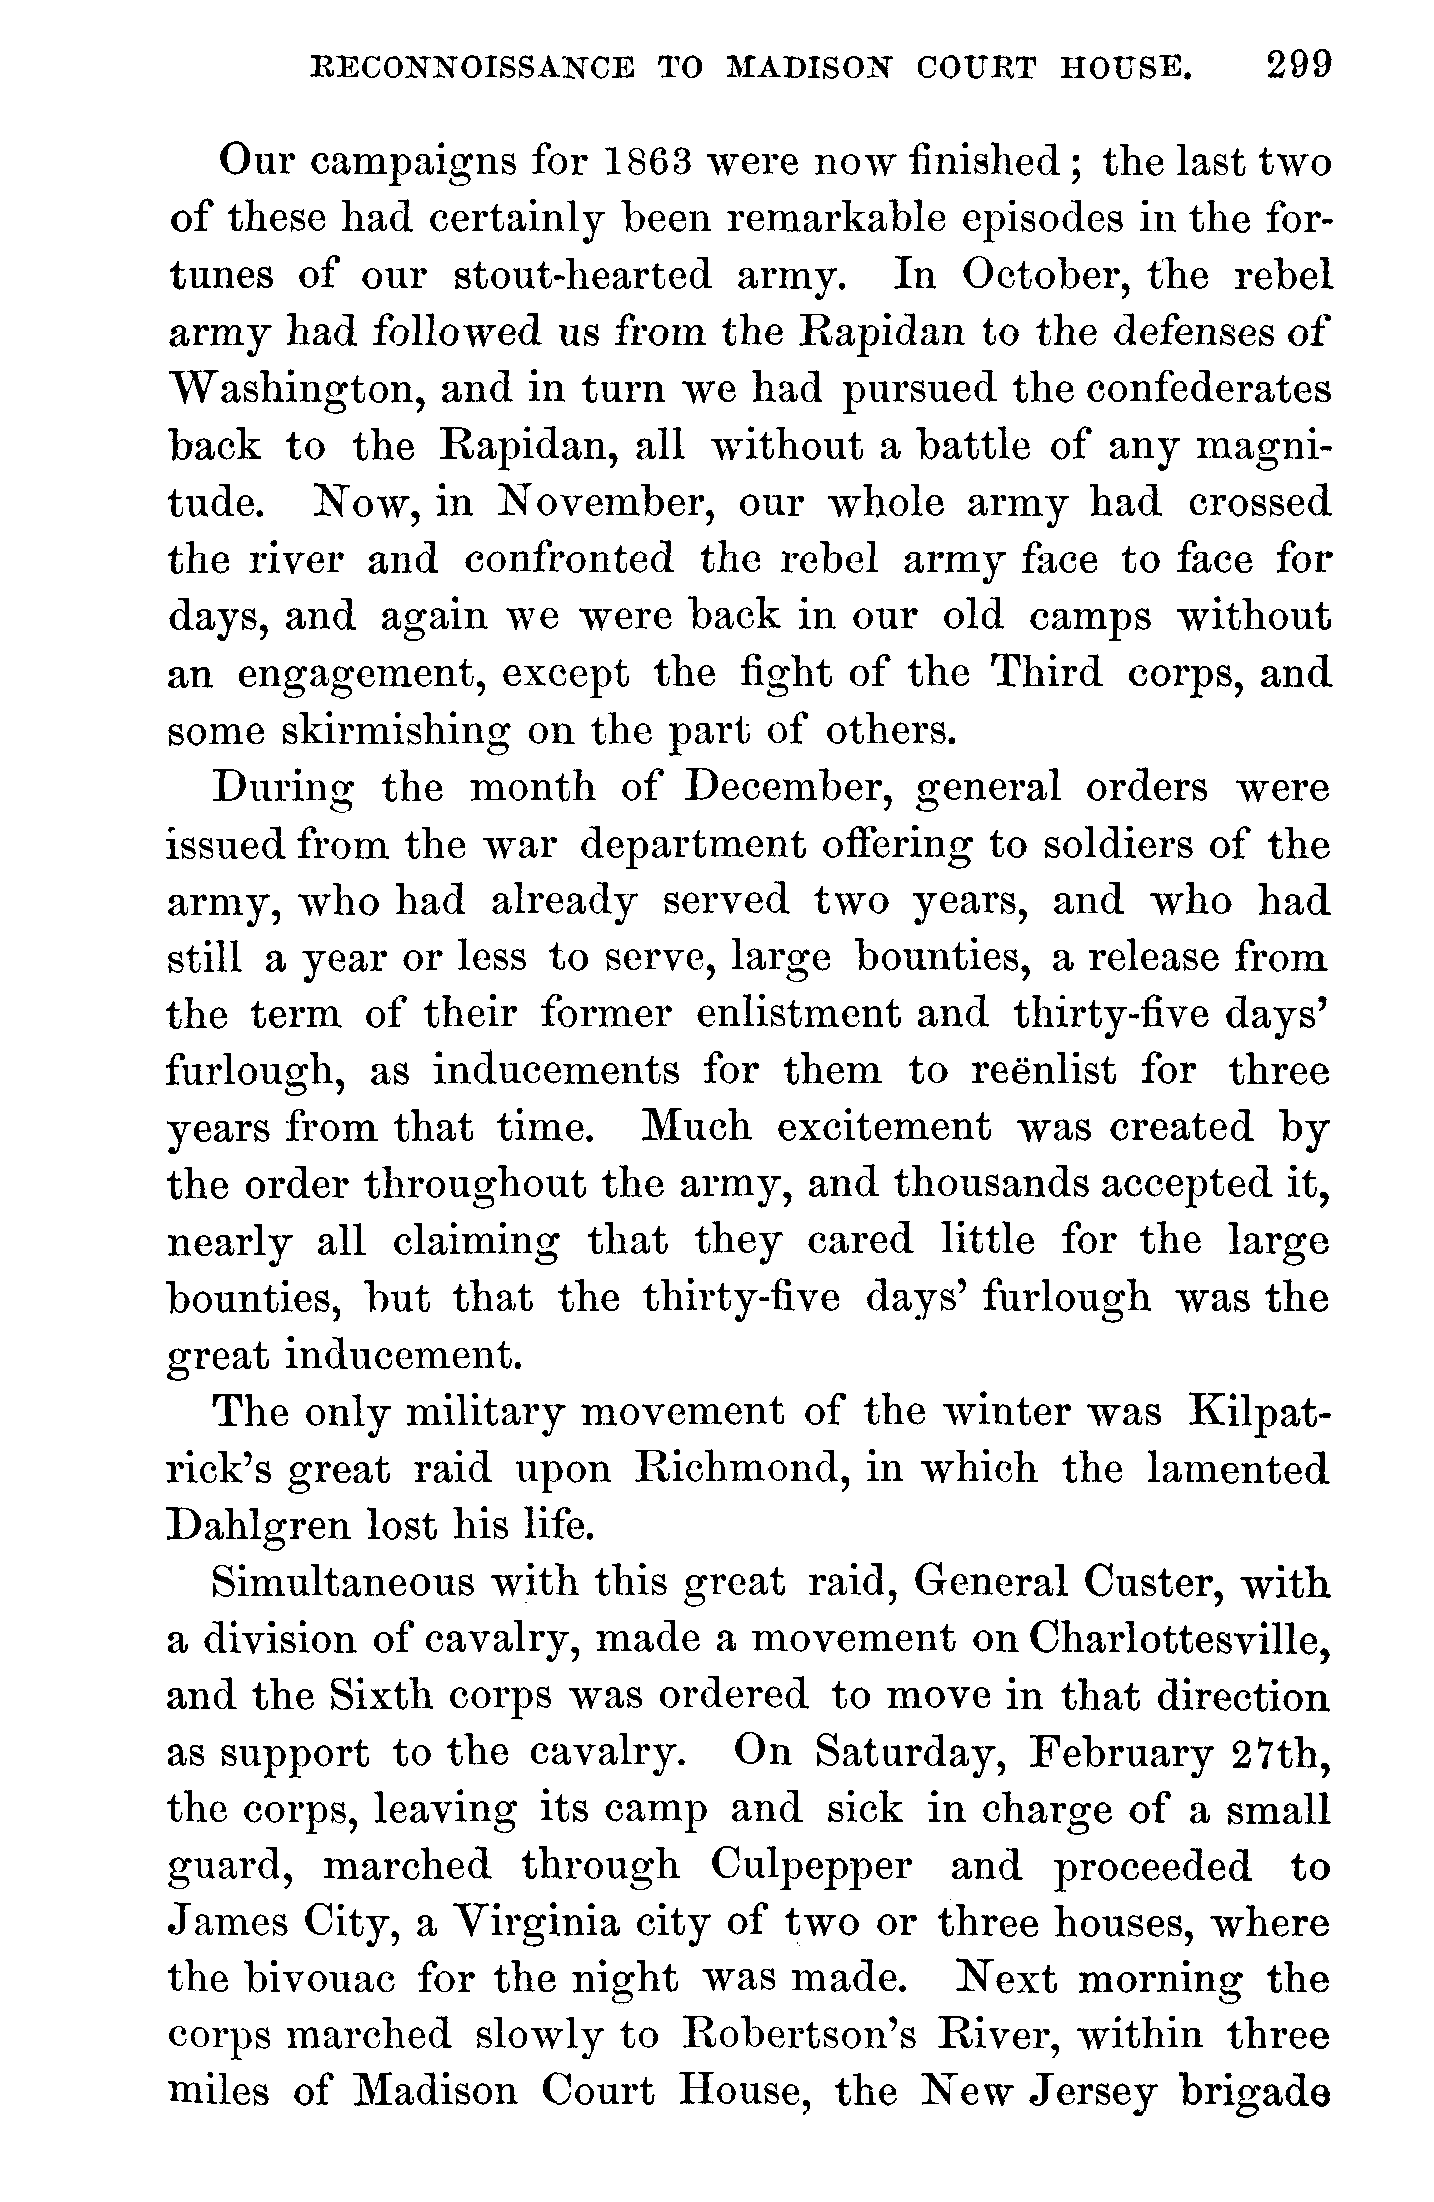 RECONNOISSANCE TO MADISON COURT HOUSE. 299
Our campaigns for 1863 were now finished; the last two
of these had certainly been remarkable episodes in the for-
tunes of our stout-hearted army. In October, the rebel
army had followed us from the Rapidan to the defenses of
Washington, and in turn we had pursued the confederates
back to the Rapidan, all without a battle of any magni-
tude. Now, in November, our whole army had crossed
the river and confronted the rebel army face to face for
days, and again we were back in our old camps without
an engagement, except the fight of the Third corps, and
some skirmishing on the part of others.
During the month of December, general orders were
issued from the war department offering to soldiers of the
army, who had already served two years, and who had
still a year or less to serve, large bounties, a release from
the term of their former enlistment and thirty-five days’
furlough, as inducements for them to reënlist for three
years from that time. Much excitement was created by
the order throughout the army, and thousands accepted it,
nearly all claiming that they cared little for the large
bounties, but that the thirty-five days’ furlough was the
great inducement.
The only military movement of the winter was Kilpat-
rick’s great raid upon Richmond, in which the lamented
Dahlgren lost his life.
Simultaneous with this great raid, General Custer, with
a division of cavalry, made a movement on Charlottesville,
and the Sixth corps was ordered to move in that direction
as support to the cavalry. On Saturday, February 27th,
the corps, leaving its camp and sick in charge of a small
guard, marched through Culpepper and proceeded to
James City, a Virginia city of two or three houses, where
the bivouac for the night was made. Next morning the
corps marched slowly to Robertson’s River, within three
miles of Madison Court House, the New Jersey brigade